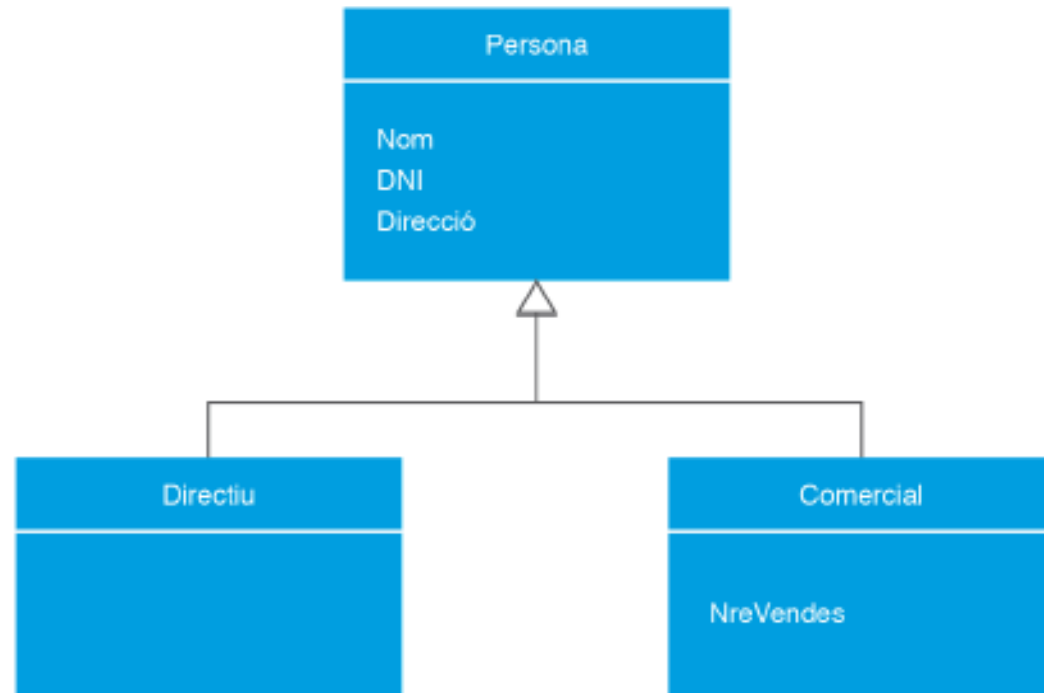 Persona
Nom
DNI
Direcció
Directiu
Comercial
NreVendes